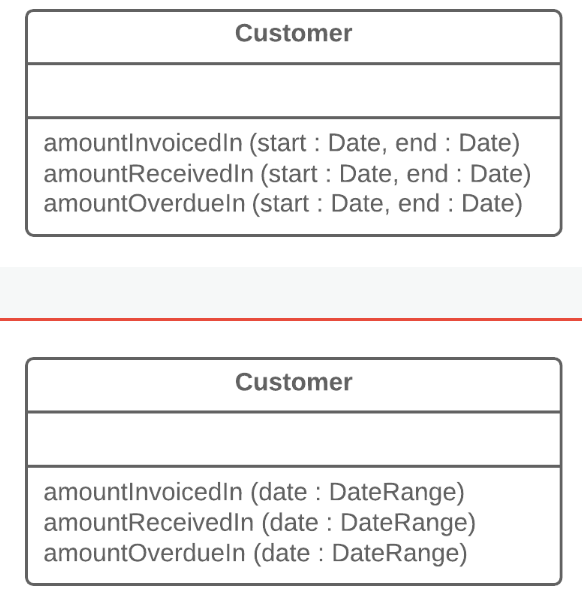 Customer
amountInvoicedIn (start : Date, end : Date)
amountReceivedIn (start : Date, end : Date)
amountOverdueIn (start : Date, end : Date)
Customer
amountInvoicedIn (date : DateRange)
amountReceivedIn (date : DateRange)
amountOverdueIn (date : DateRange)